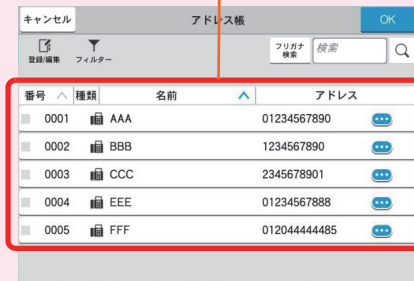 キャンセル アドレス帳 OK
登録/編集 フィルター フリガナ検索 検索
番号 種類 名前 アドレス
0001 AAA 01234567890
0002 BBB 1234567890
0003 CCC 2345678901
0004 EEE 01234567888
0005 FFF 012044444485